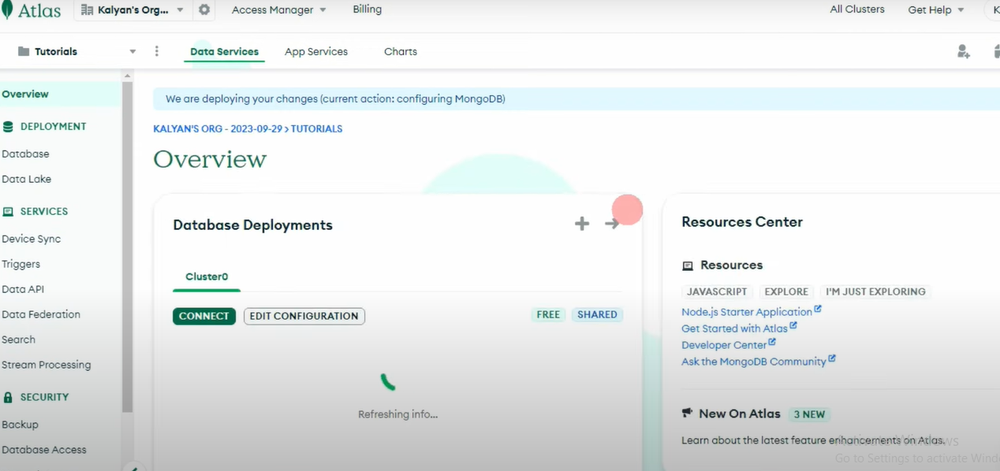 Atlas
Kalyan's Org...
Access Manager
Billing
All Clusters
Get Help
K
Tutorials
Data Services
App Services
Charts
Overview
DEPLOYMENT
Database
Data Lake
SERVICES
Device Sync
Triggers
Data API
Data Federation
Search
Stream Processing
SECURITY
Backup
Database Access
We are deploying your changes (current action: configuring MongoDB)
KALYAN'S ORG - 2023-09-29 > TUTORIALS
Overview
Database Deployments
Cluster0
CONNECT
EDIT CONFIGURATION
FREE
SHARED
Refreshing info...
Resources Center
Resources
JAVASCRIPT
EXPLORE
I'M JUST EXPLORING
Node.js Starter Application
Get Started with Atlas
Developer Center
Ask the MongoDB Community
New On Atlas
3 NEW
Learn about the latest feature enhancements on Atlas.
Activate Windows
Go to Settings to activate Wind